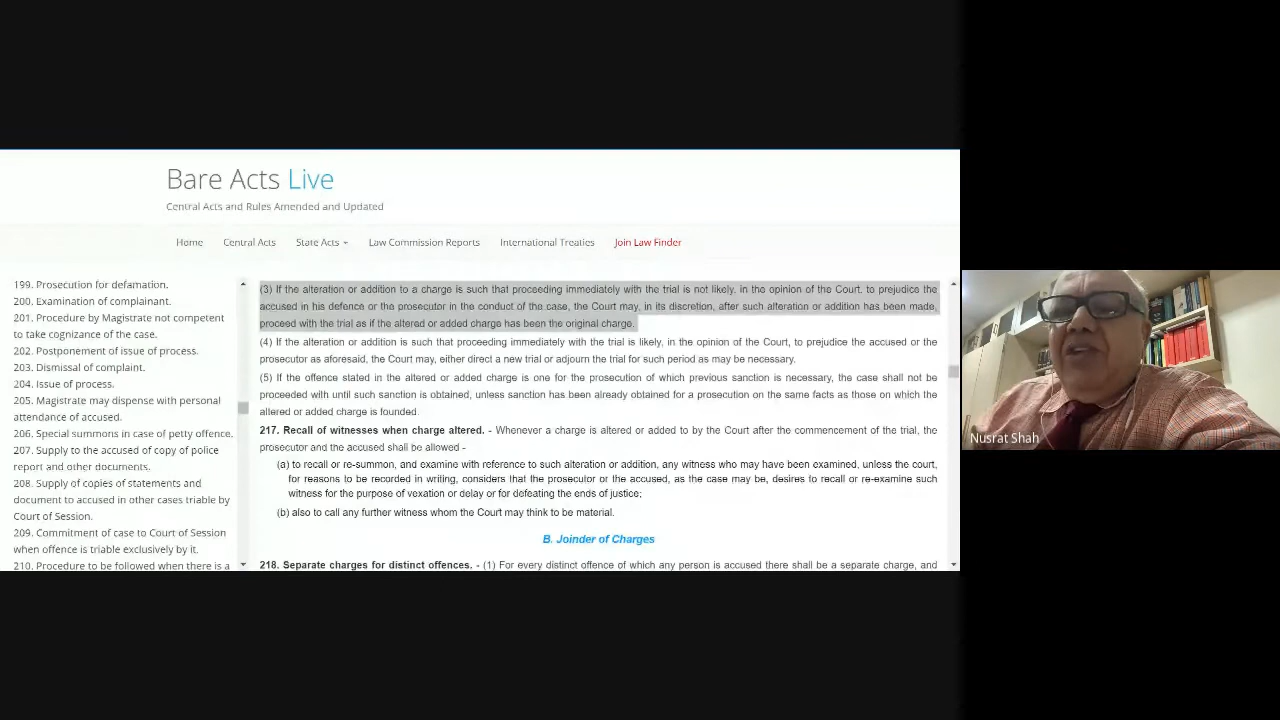 Bare Acts Live
Central Acts and Rules Amended and Updated
Home Central Acts State Acts Law Commission Reports International Treaties Join Law Finder
199. Prosecution for defamation.
200. Examination of complainant.
201. Procedure by Magistrate not competent
to take cognizance of the case.
202. Postponement of issue of process.
203. Dismissal of complaint.
204. Issue of process.
205. Magistrate may dispense with personal
attendance of accused.
206. Special summons in case of petty offence.
207. Supply to the accused of copy of police
report and other documents.
208. Supply of copies of statements and
document to accused in other cases triable by
Court of Session.
209. Commitment of case to Court of Session
when offence is triable exclusively by it.
210. Procedure to be followed when there is a
(3) If the alteration or addition to a charge is such that proceeding immediately with the trial is not likely, in the opinion of the Court, to prejudice the
accused in his defence or the prosecutor in the conduct of the case, the Court may, in its discretion, after such alteration or addition has been made,
proceed with the trial as if the altered or added charge has been the original charge.
(4) If the alteration or addition is such that proceeding immediately with the trial is likely, in the opinion of the Court, to prejudice the accused or the
prosecutor as aforesaid, the Court may, either direct a new trial or adjourn the trial for such period as may be necessary.
(5) If the offence stated in the altered or added charge is one for the prosecution of which previous sanction is necessary, the case shall not be
proceeded with until such sanction is obtained, unless sanction has been already obtained for a prosecution on the same facts as those on which the
altered or added charge is founded.
217. Recall of witnesses when charge altered. - Whenever a charge is altered or added to by the Court after the commencement of the trial, the
prosecutor and the accused shall be allowed -
(a) to recall or re-summon, and examine with reference to such alteration or addition, any witness who may have been examined, unless the court,
for reasons to be recorded in writing, considers that the prosecutor or the accused, as the case may be, desires to recall or re-examine such
witness for the purpose of vexation or delay or for defeating the ends of justice;
(b) also to call any further witness whom the Court may think to be material.
B. Joinder of Charges
218. Separate charges for distinct offences. - (1) For every distinct offence of which any person is accused there shall be a separate charge, and
Nusrat Shah